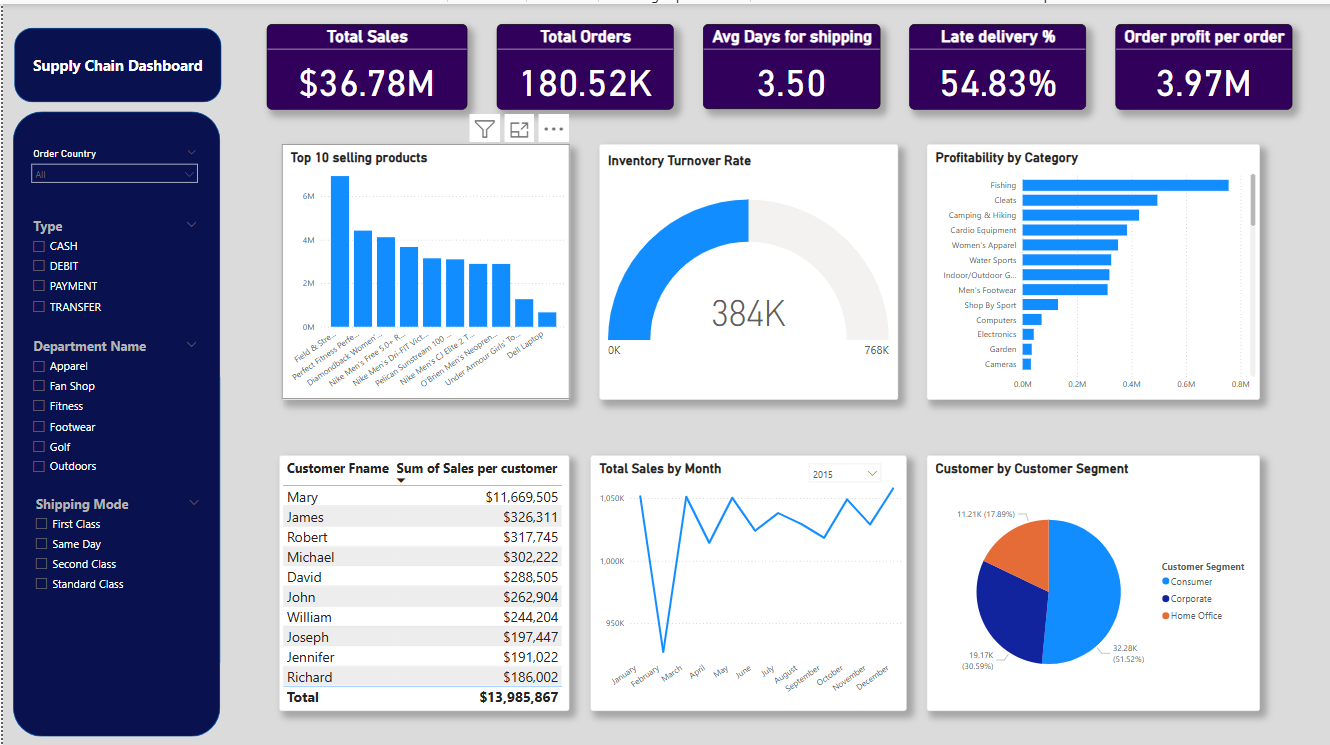 Supply Chain Dashboard
Order Country
All
Type
CASH
DEBIT
PAYMENT
TRANSFER
Department Name
Apparel
Fan Shop
Fitness
Footwear
Golf
Outdoors
Shipping Mode
First Class
Same Day
Second Class
Standard Class
Total Sales
$36.78M
Total Orders
180.52K
Avg Days for shipping
3.50
Late delivery %
54.83%
Order profit per order
3.97M
Top 10 selling products
6M
4M
2M
0M
Field & Stre...
Perfect Fitness Perfe...
Diamondback Women'...
Nike Men's Free 5.0+ R...
Nike Men's Dri-FIT Vict...
Pelican Sunstream 100 ...
Nike Men's CJ Elite 2 T...
O'Brien Men's Neopren...
Under Armour Girls' To...
Dell Laptop
Inventory Turnover Rate
384K
0K
768K
Profitability by Category
Fishing
Cleats
Camping & Hiking
Cardio Equipment
Women's Apparel
Water Sports
Indoor/Outdoor G...
Men's Footwear
Shop By Sport
Computers
Electronics
Garden
Cameras
0.0M 0.2M 0.4M 0.6M 0.8M
Customer Fname Sum of Sales per customer
Mary $11,669,505
James $326,311
Robert $317,745
Michael $302,222
David $288,505
John $262,904
William $244,204
Joseph $197,447
Jennifer $191,022
Richard $186,002
Total $13,985,867
Total Sales by Month
2015
1,050K
1,000K
950K
January
February
March
April
May
June
July
August
September
October
November
December
Customer by Customer Segment
11.21K (17.89%)
19.17K
(30.59%)
32.28K
(51.52%)
Customer Segment
Consumer
Corporate
Home Office